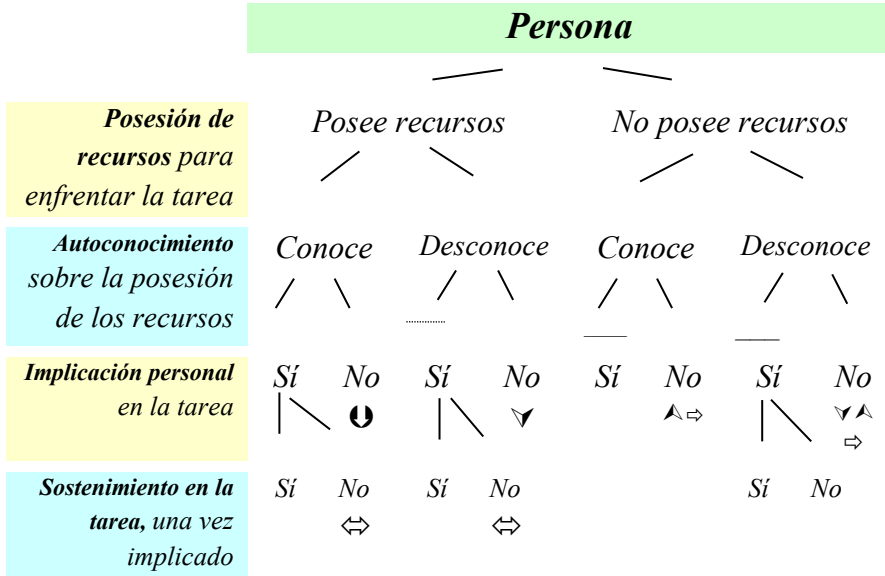 Persona
Posesión de
recursos para
enfrentar la tarea
Posee recursos
No posee recursos
Autoconocimiento
sobre la posesión
de los recursos
Conoce
Desconoce
Conoce
Desconoce
Implicación personal
en la tarea
Sí No Sí No Sí No Sí No
Sostenimiento en la
tarea, una vez
implicado
Sí No Sí No Sí No